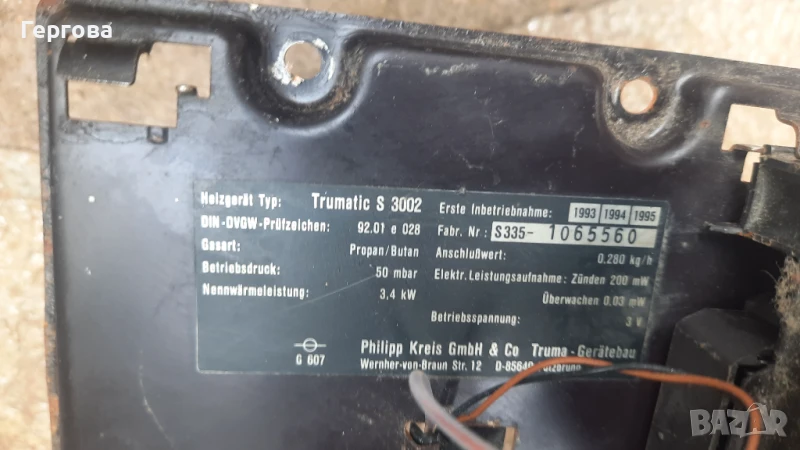 Гергова
Heizgerät Typ: Trumatic S 3002
DIN-DVGW-Prüfzeichen: 92.01 e 028
Gasart: Propan/Butan
Betriebsdruck: 50 mbar
Nennwärmeleistung: 3,4 kW
Erste Inbetriebnahme: 1993 1994 1995
Fabr. Nr: S335- 1065560
Anschlußwert: 0.280 kg/h
Elektr. Leistungsaufnahme: Zünden 200 mW
Überwachen 0.03 mW
Betriebsspannung: 3 V
G 607
Philipp Kreis GmbH & Co Truma-Gerätebau
Wernher-von-Braun Str. 12
BAZAR